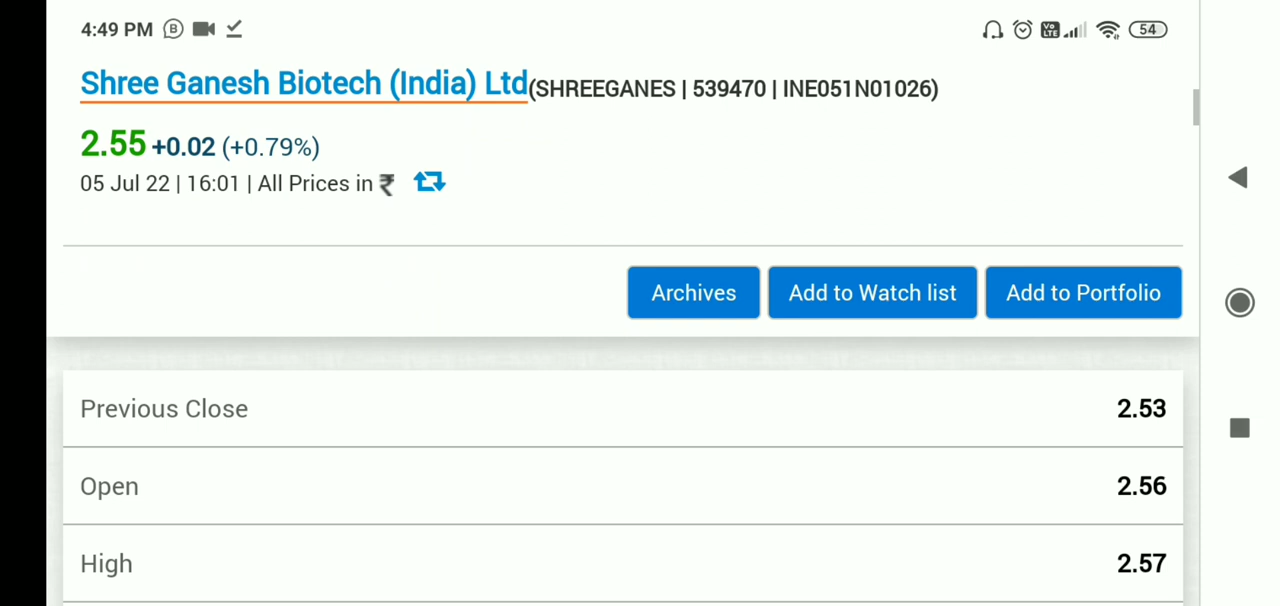 4:49 PM
Vo LTE
54
Shree Ganesh Biotech (India) Ltd(SHREEGANES | 539470 | INE051N01026)
2.55 +0.02 (+0.79%)
05 Jul 22 | 16:01 | All Prices in ₹
Archives
Add to Watch list
Add to Portfolio
Previous Close 2.53
Open 2.56
High 2.57